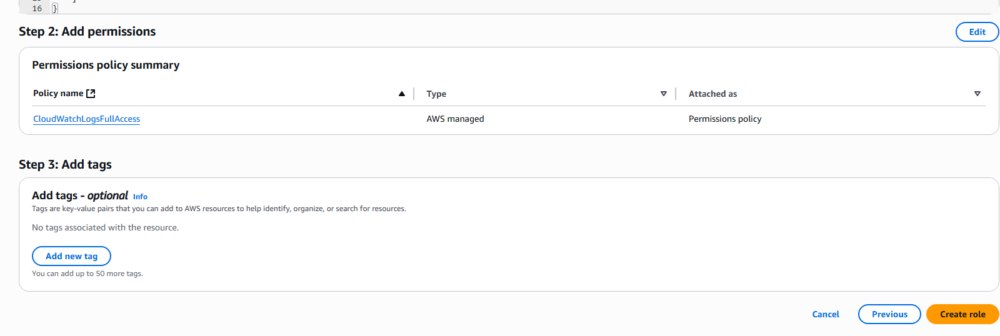 16 }
Step 2: Add permissions
Edit
Permissions policy summary
Policy name Type Attached as
CloudWatchLogsFullAccess AWS managed Permissions policy
Step 3: Add tags
Add tags - optional Info
Tags are key-value pairs that you can add to AWS resources to help identify, organize, or search for resources.
No tags associated with the resource.
Add new tag
You can add up to 50 more tags.
Cancel Previous Create role